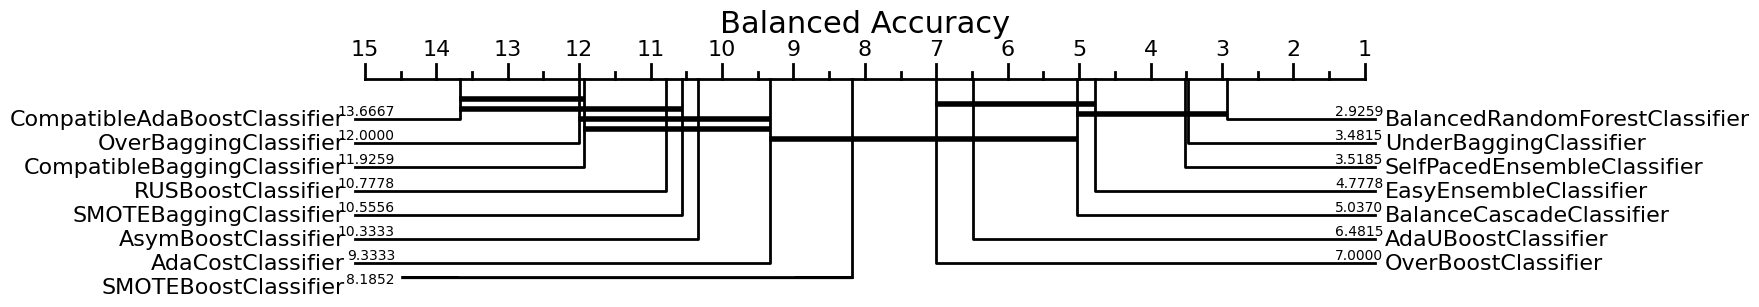 Balanced Accuracy
15 14 13 12 11 10 9 8 7 6 5 4 3 2 1
CompatibleAdaBoostClassifier 13.6667
OverBaggingClassifier 12.0000
CompatibleBaggingClassifier 11.9259
RUSBoostClassifier 10.7778
SMOTEBaggingClassifier 10.5556
AsymBoostClassifier 10.3333
AdaCostClassifier 9.3333
SMOTEBoostClassifier 8.1852
2.9259 BalancedRandomForestClassifier
3.4815 UnderBaggingClassifier
3.5185 SelfPacedEnsembleClassifier
4.7778 EasyEnsembleClassifier
5.0370 BalanceCascadeClassifier
6.4815 AdaUBoostClassifier
7.0000 OverBoostClassifier